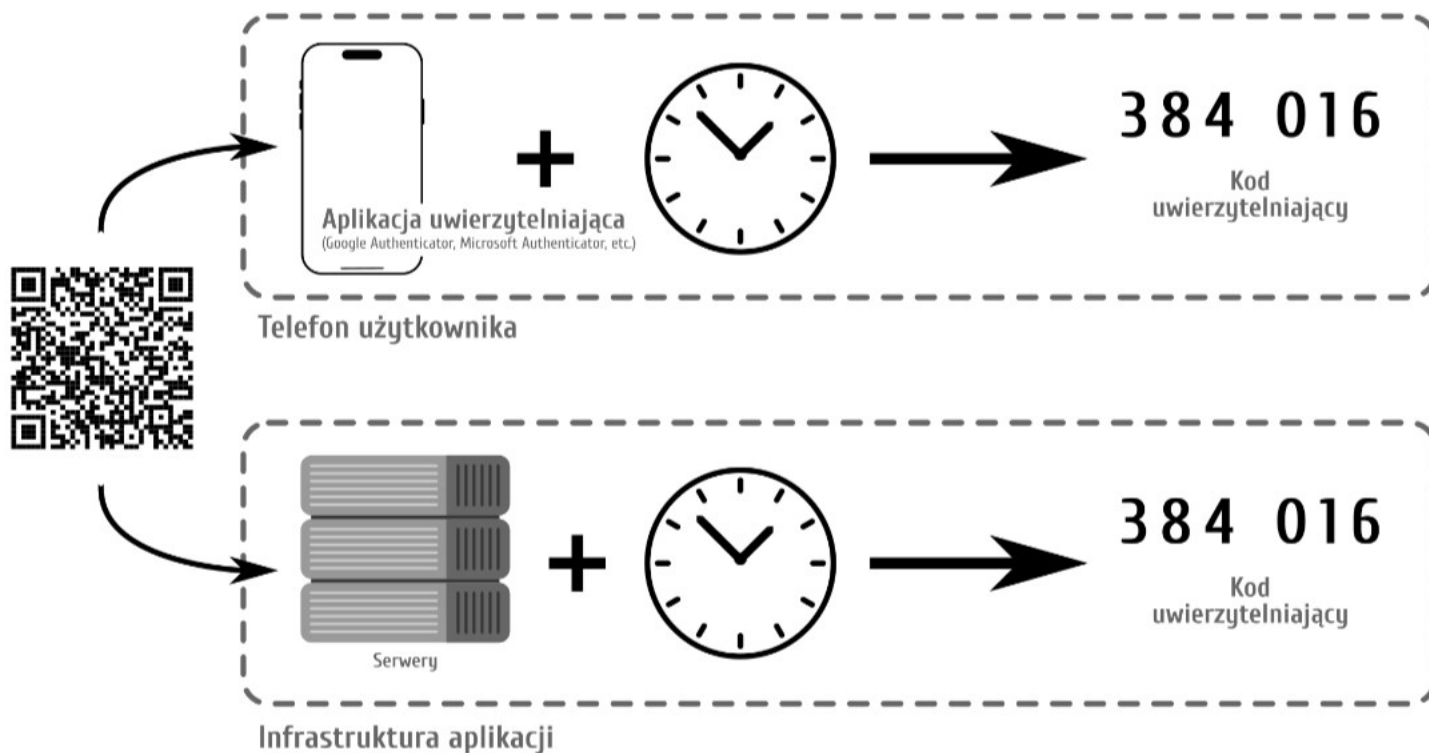 384 016
Kod
uwierzytelniający
Aplikacja uwierzytelniająca
(Google Authenticator, Microsoft Authenticator, etc.)
Telefon użytkownika
384 016
Kod
uwierzytelniający
Serwery
Infrastruktura aplikacji